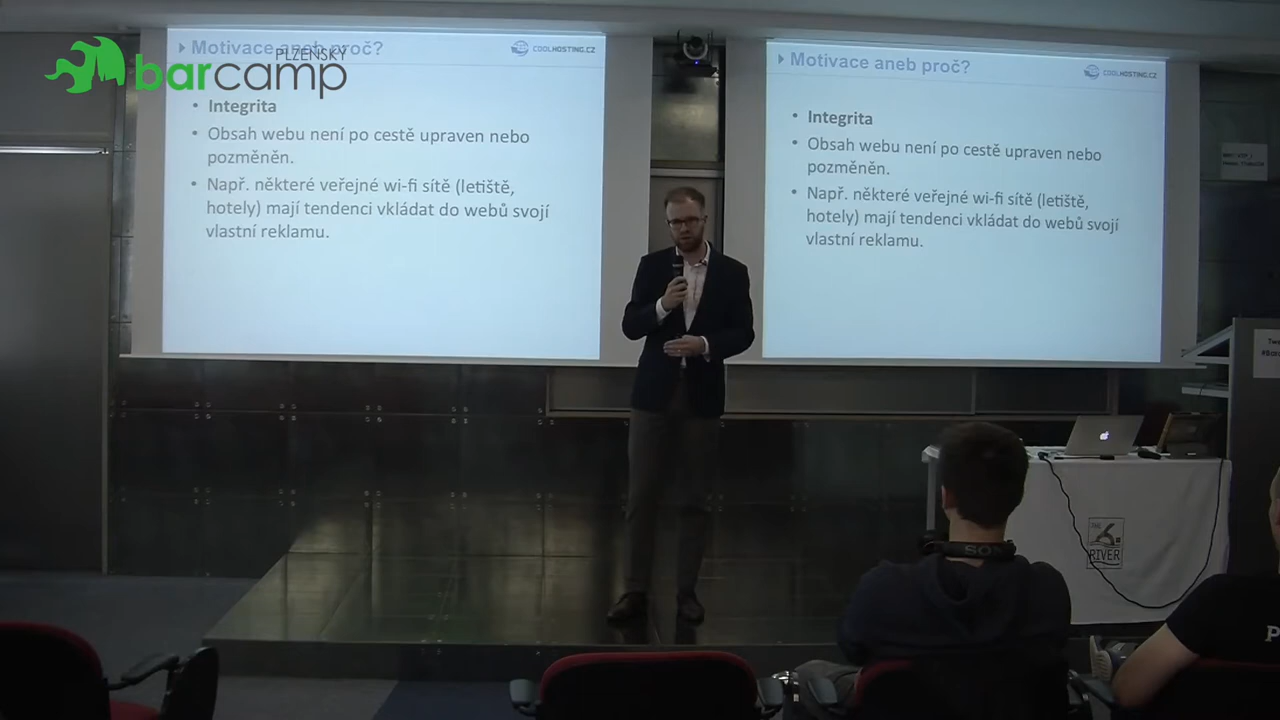 PLZEŇSKÝ
barcamp
Motivace aneb proč?
COOLHOSTING.CZ
• Integrita
• Obsah webu není po cestě upraven nebo
pozměněn.
• Např. některé veřejné wi-fi sítě (letiště,
hotely) mají tendenci vkládat do webů svojí
vlastní reklamu.
Motivace aneb proč?
COOLHOSTING.CZ
• Integrita
• Obsah webu není po cestě upraven nebo
pozměněn.
• Např. některé veřejné wi-fi sítě (letiště,
hotely) mají tendenci vkládat do webů svojí
vlastní reklamu.
THE
RIVER
SONY
P